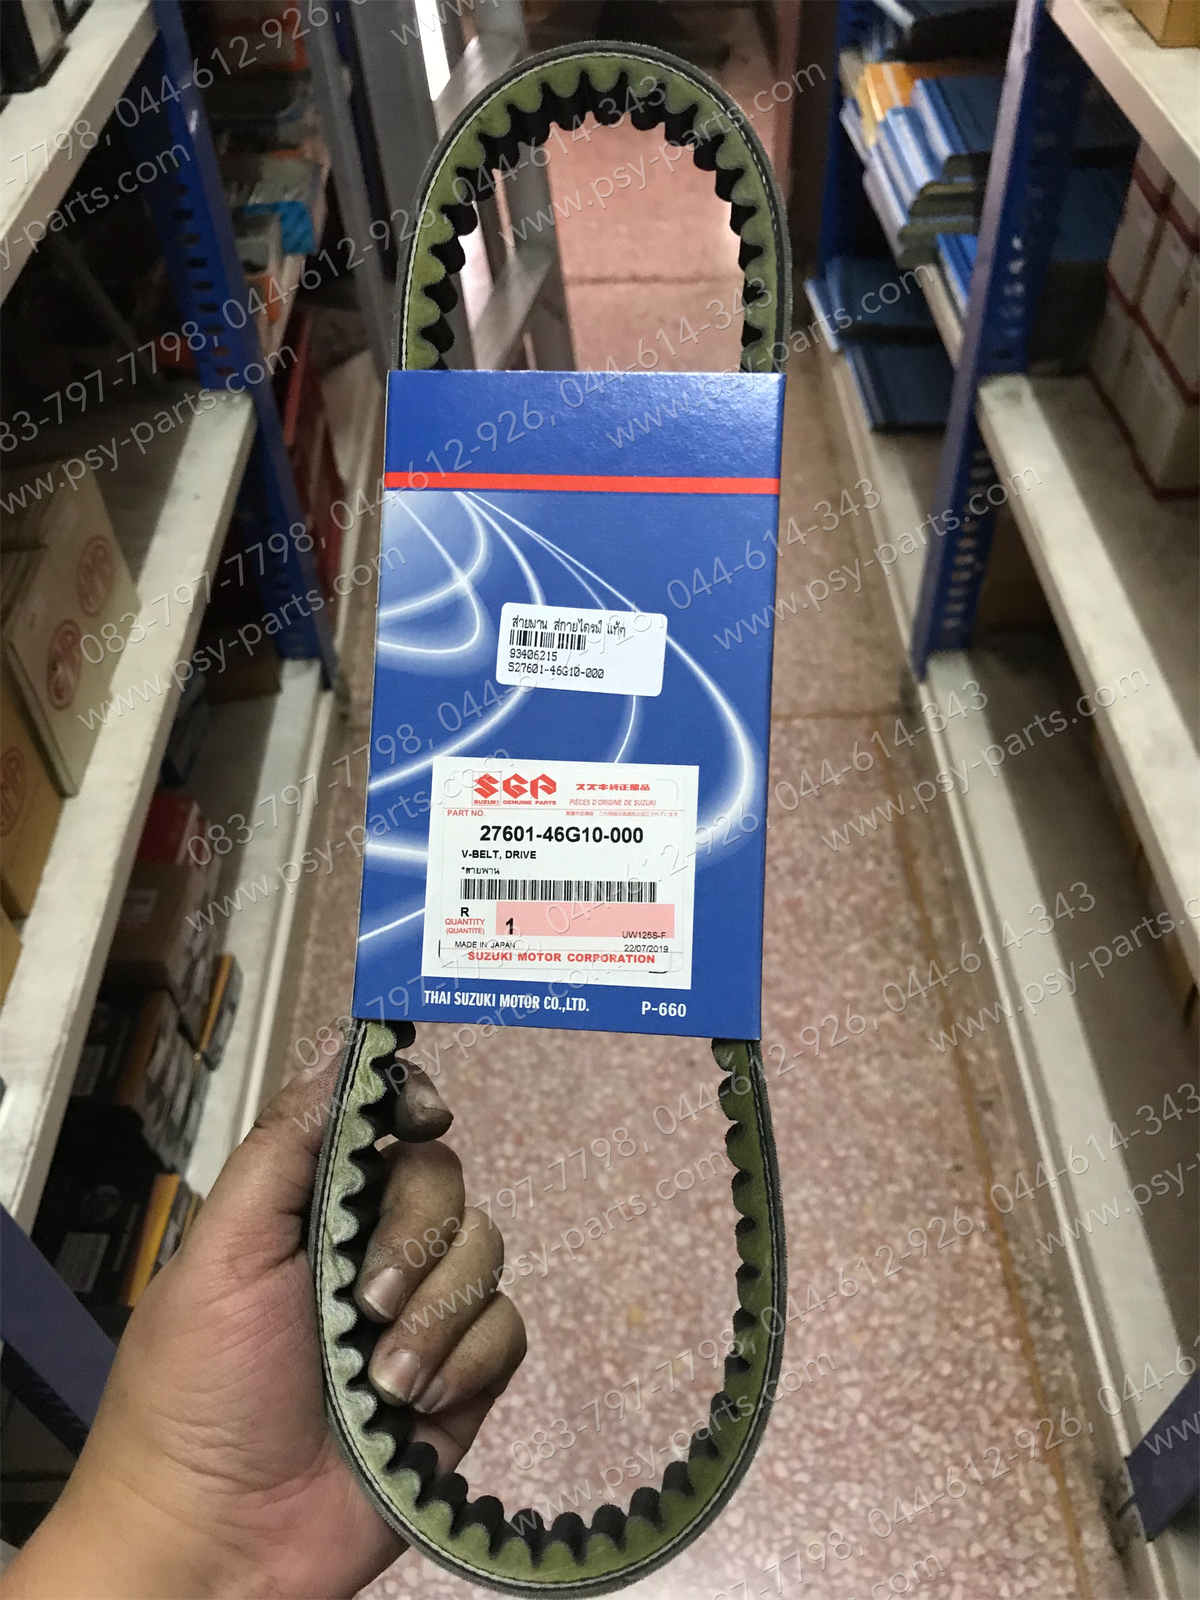 สายพาน สกายไดรฟ์ แท้ๆ
93406215
S27601-46G10-000
SGP
SUZUKI GENUINE PARTS
スズキ純正部品
PIÈCES D'ORIGINE DE SUZUKI
PART NO.
27601-46G10-000
V-BELT, DRIVE
*สายพาน
R
QUANTITY
(QUANTITÉ)
1
UW125S-F
MADE IN JAPAN
22/07/2019
SUZUKI MOTOR CORPORATION
THAI SUZUKI MOTOR CO.,LTD.
P-660
083-797-7798, 044-612-926, 044-614-343
www.psy-parts.com